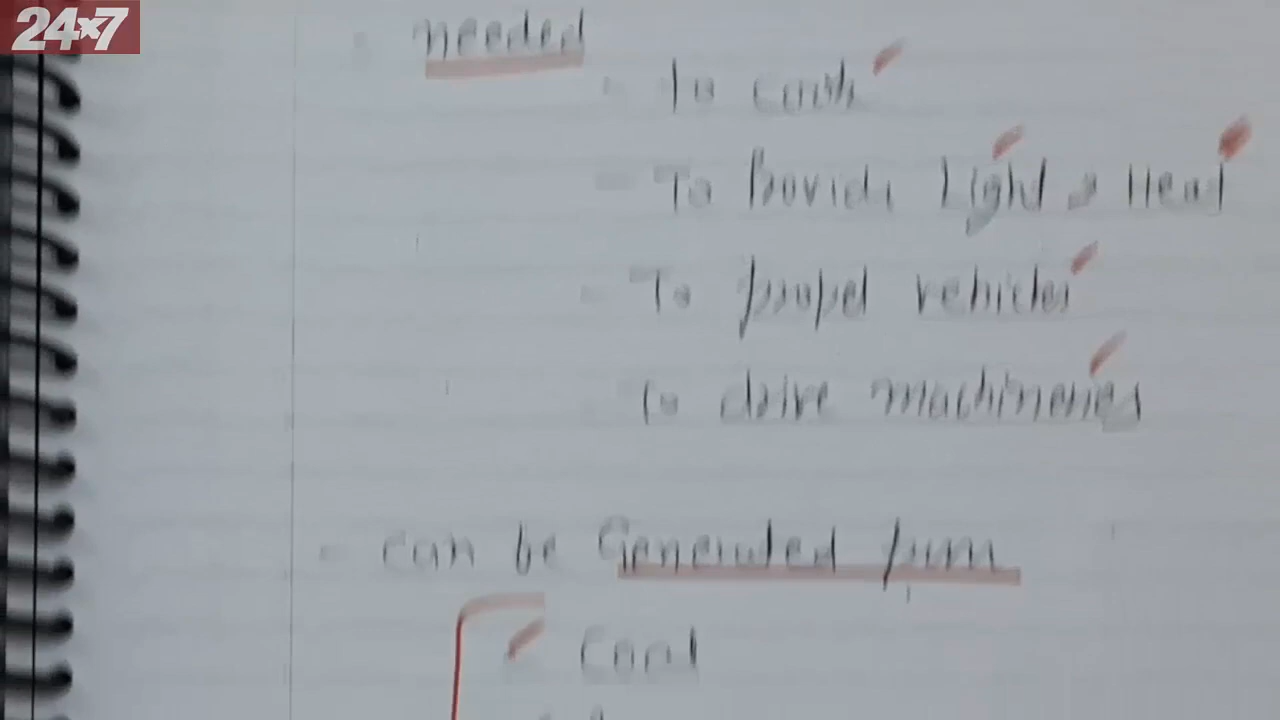 24x7
needed
- To Cook
- To Provide Light & Heat
- To propel vehicles
- To drive machineries
- can be Generated from
Coal